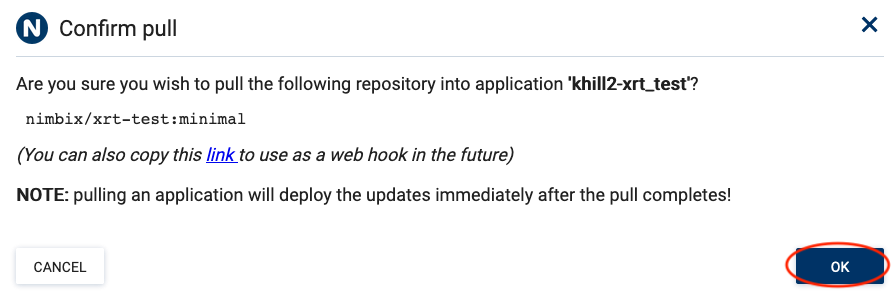 N Confirm pull
Are you sure you wish to pull the following repository into application 'khill2-xrt_test'?
nimbix/xrt-test:minimal
(You can also copy this link to use as a web hook in the future)
NOTE: pulling an application will deploy the updates immediately after the pull completes!
CANCEL OK